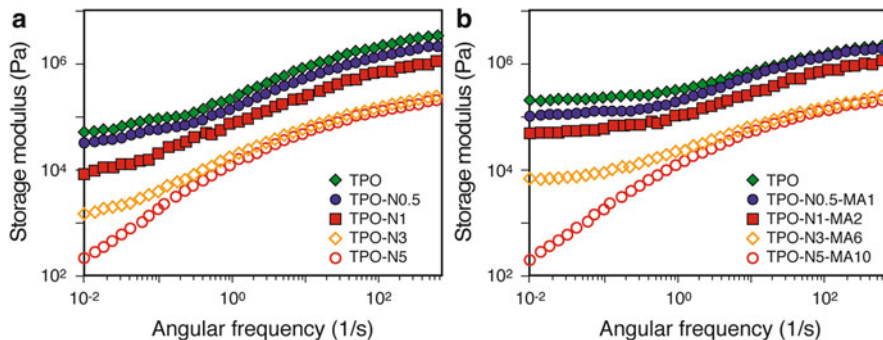 a
Storage modulus (Pa)
10⁶
10⁴
10²
TPO
TPO-N0.5
TPO-N1
TPO-N3
TPO-N5
10⁻² 10⁰ 10²
Angular frequency (1/s)
b
Storage modulus (Pa)
10⁶
10⁴
10²
TPO
TPO-N0.5-MA1
TPO-N1-MA2
TPO-N3-MA6
TPO-N5-MA10
10⁻² 10⁰ 10²
Angular frequency (1/s)